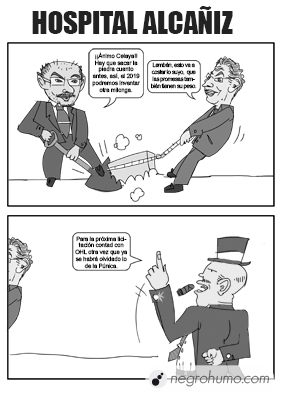 HOSPITAL ALCAÑIZ
¡¡Ánimo Celaya!!
Hay que sacar la
piedra cuanto
antes, así, el 2019
podremos inventar
otra milonga.
Lambán, esto va a
costar lo suyo, que
las promesas tam-
bién tienen su peso.
Para la próxima lici-
tación contad con
OHL otra vez que ya
se habrá olvidado lo
de la Púnica.
negrohumo.com